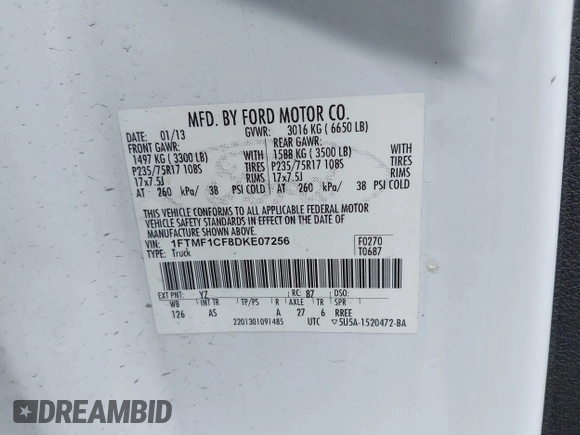 MFD. BY FORD MOTOR CO.
DATE: 01/13 GVWR: 3016 KG ( 6650 LB)
FRONT GAWR: REAR GAWR:
1497 KG ( 3300 LB) WITH 1588 KG ( 3500 LB)
P235/75R17 108S TIRES P235/75R17 108S
17x7.5J RIMS 17x7.5J
AT 260 kPa/ 38 PSI COLD AT 260 kPa/ 38 PSI COLD
THIS VEHICLE CONFORMS TO ALL APPLICABLE FEDERAL MOTOR
VEHICLE SAFETY AND THEFT PREVENTION STANDARDS IN EFFECT ON THE DATE OF
MANUFACTURE SHOWN ABOVE.
VIN: 1FTMF1CF8DKE07256 F0270
TYPE: Truck T0687
EXT PNT: YZ RC: B7 DSO:
WB INT TR TP/PS R AXLE TR SPR
126 AS A 27 6 RREE
2201301091485 UTC 5U5A-1520472-BA
DREAMBID